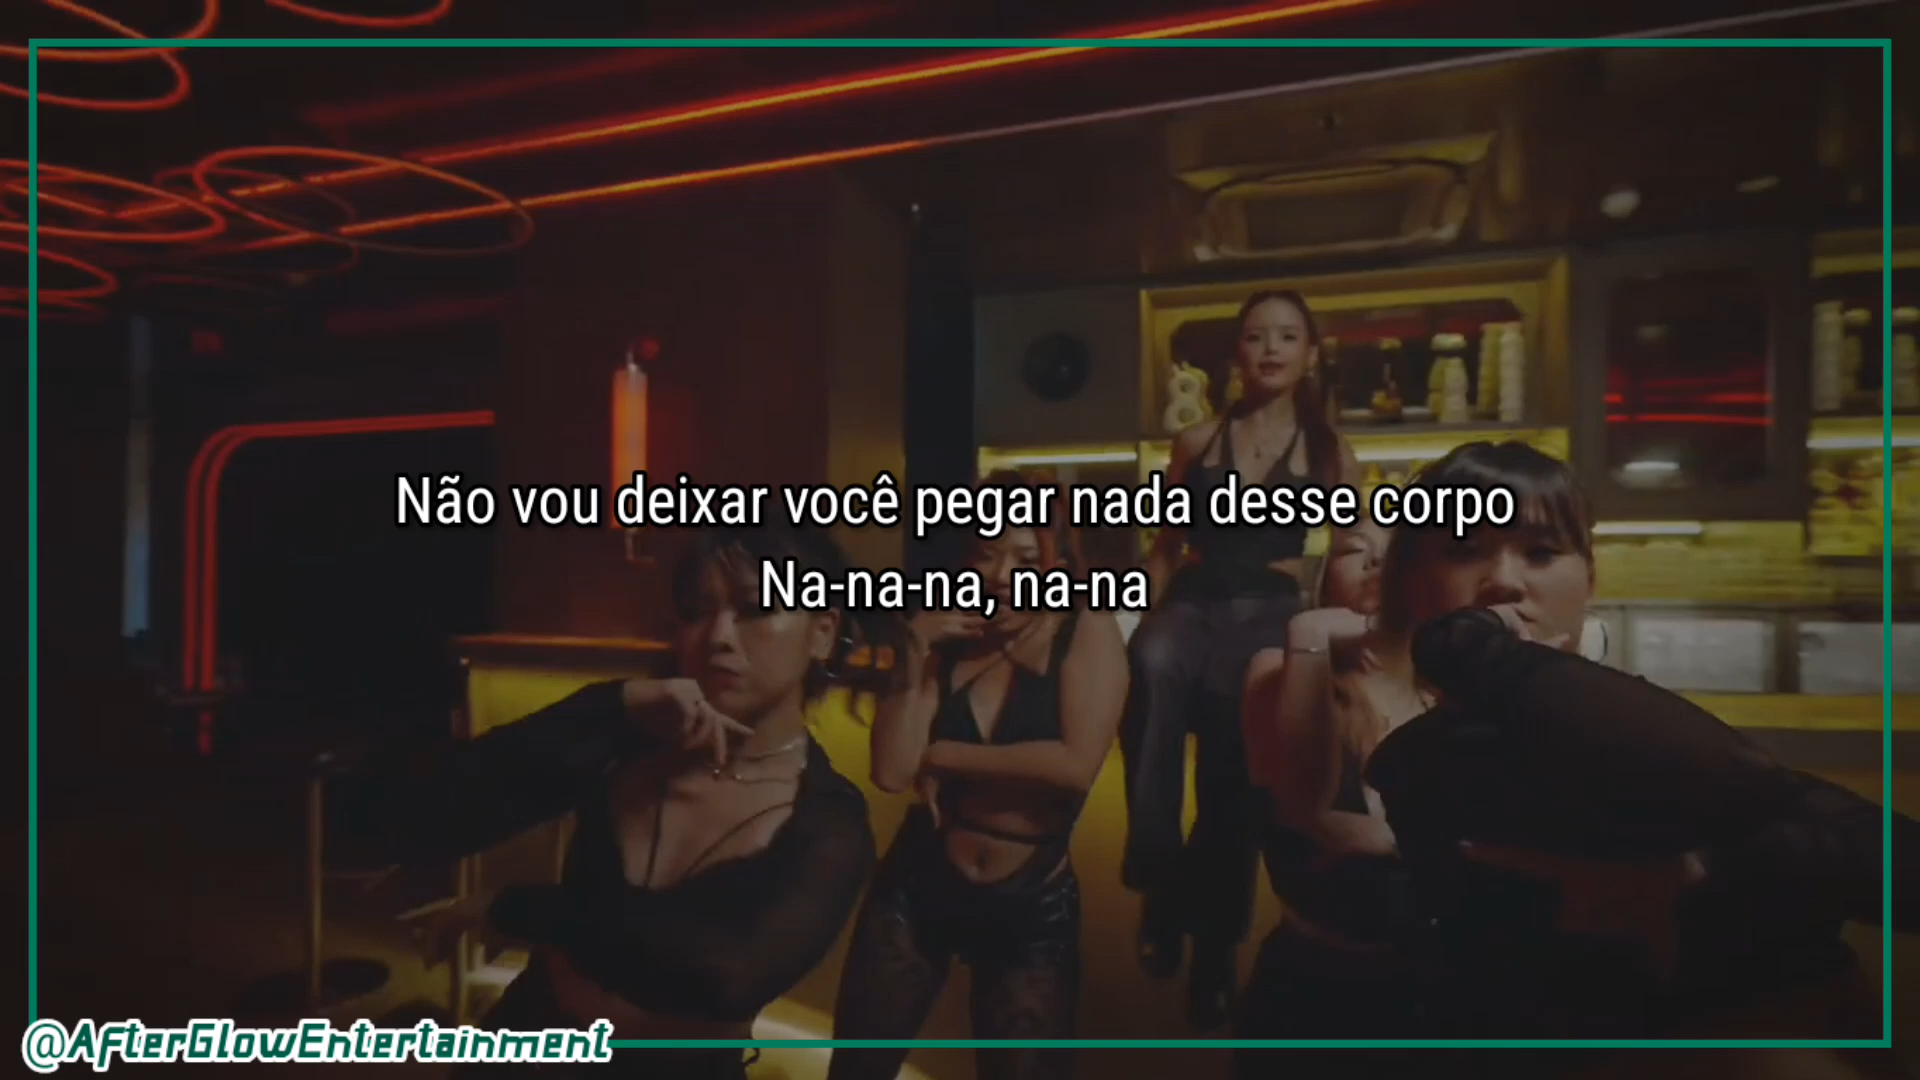 Não vou deixar você pegar nada desse corpo
Na-na-na, na-na
@AfterGlowEntertainment